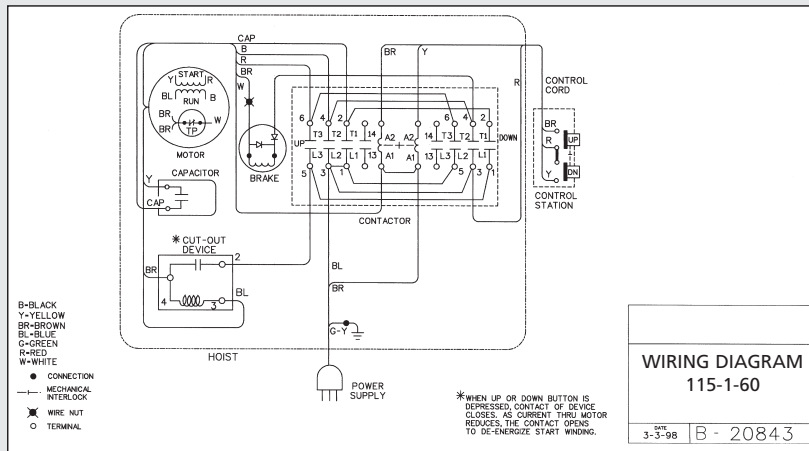 CAP
B
R
BR
W
BR
Y
START
Y R
RUN
BL B
BR
BR
TP
W
MOTOR
CAPACITOR
Y
CAP
BRAKE
6 4 2
T3 T2 T1 14
UP
L3 L2 L1 13
5 3 1
A2 A2
A1 A1
6 4 2
14 T3 T2 T1
DOWN
13 L3 L2 L1
5 3 1
CONTACTOR
R
CONTROL
CORD
BR
R
Y
UP
DN
CONTROL
STATION
* CUT-OUT
DEVICE
2
BR
BL
4 3
BL
BR
G-Y
HOIST
POWER
SUPPLY
B-BLACK
Y-YELLOW
BR-BROWN
BL-BLUE
G-GREEN
R-RED
W-WHITE
CONNECTION
MECHANICAL
INTERLOCK
WIRE NUT
TERMINAL
*WHEN UP OR DOWN BUTTON IS
DEPRESSED, CONTACT OF DEVICE
CLOSES. AS CURRENT THRU MOTOR
REDUCES, THE CONTACT OPENS
TO DE-ENERGIZE START WINDING.
WIRING DIAGRAM
115-1-60
DATE
3-3-98
B - 20843